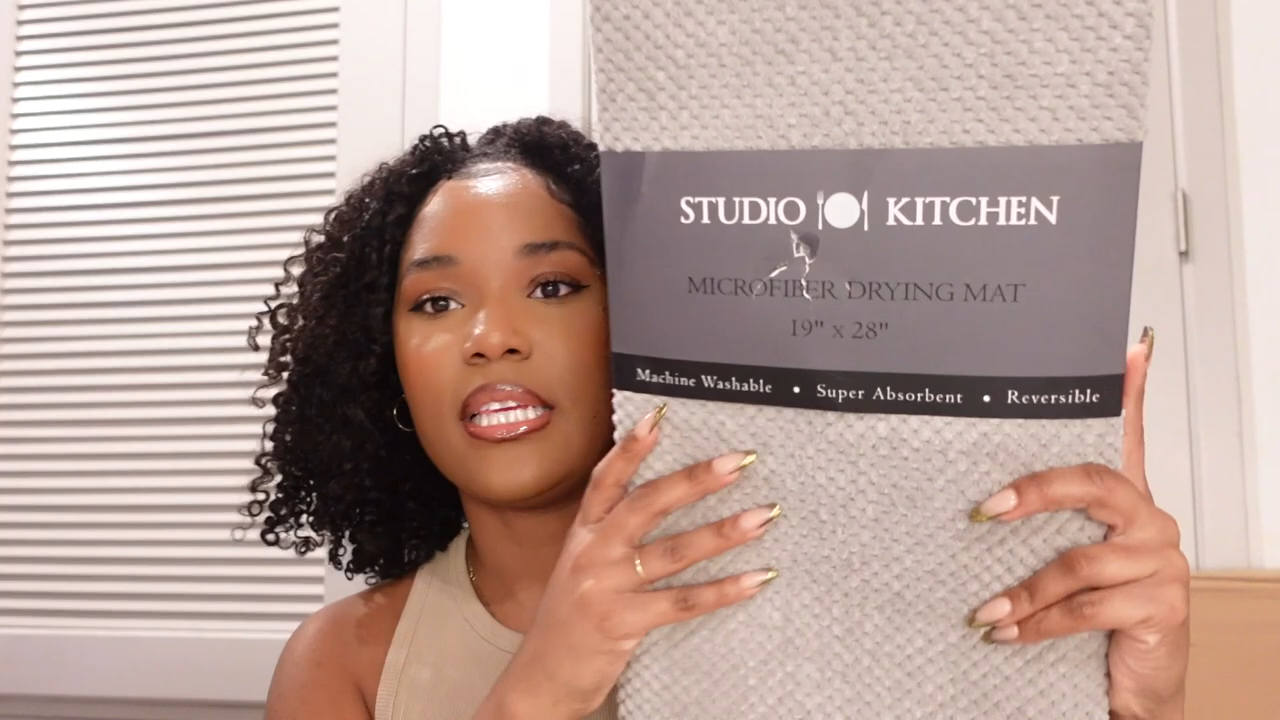 STUDIO KITCHEN
MICROFIBER DRYING MAT
19" x 28"
Machine Washable • Super Absorbent • Reversible